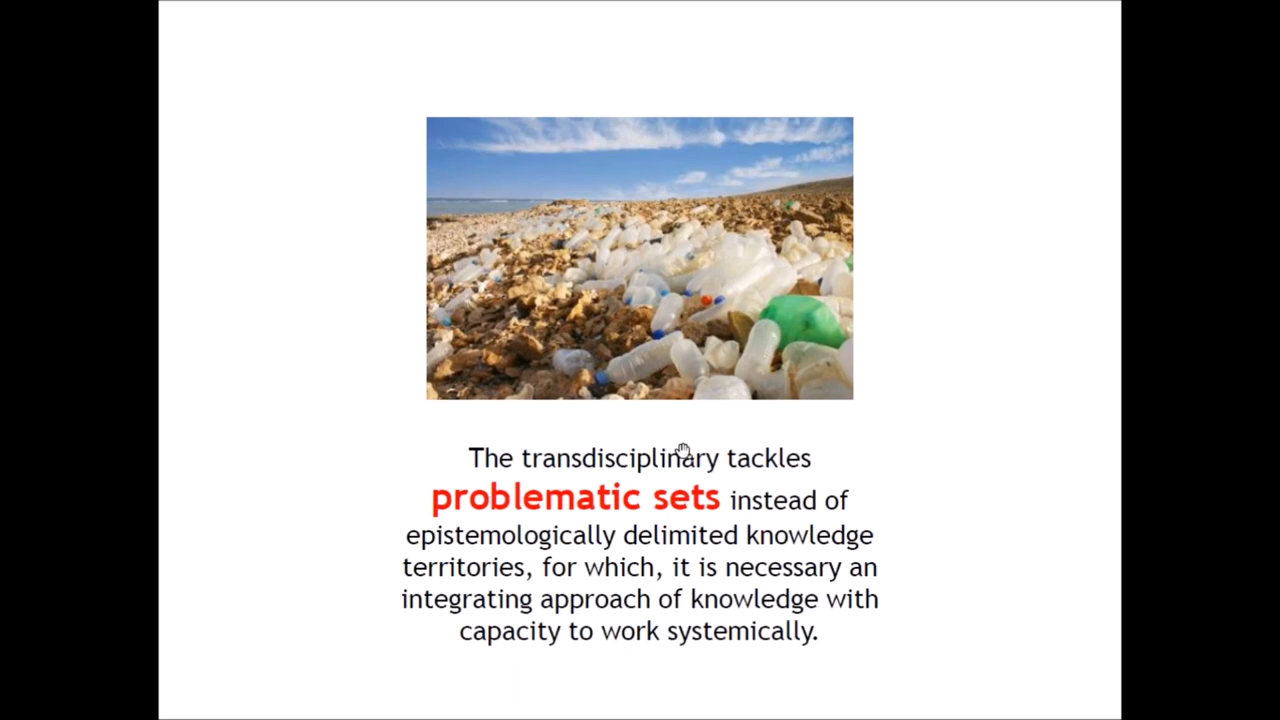 The transdisciplinary tackles
problematic sets instead of
epistemologically delimited knowledge
territories, for which, it is necessary an
integrating approach of knowledge with
capacity to work systemically.